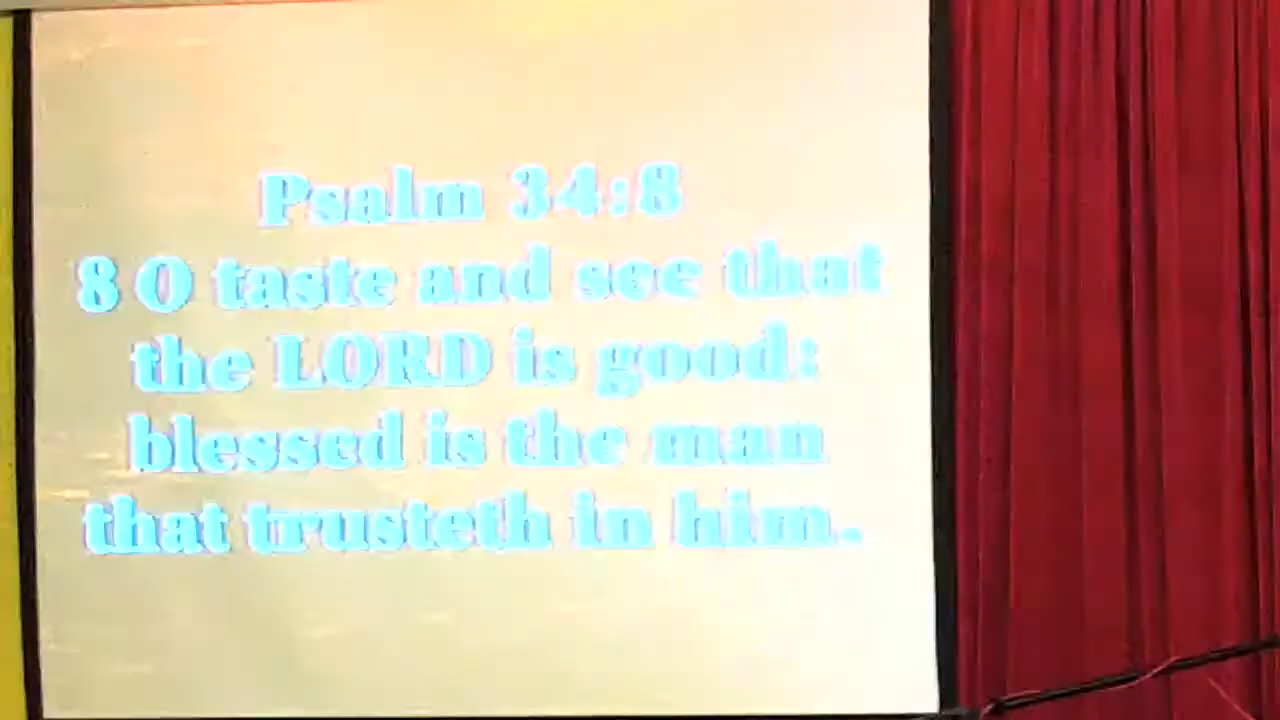 Psalm 34:8
8 O taste and see that
the LORD is good:
blessed is the man
that trusteth in him.